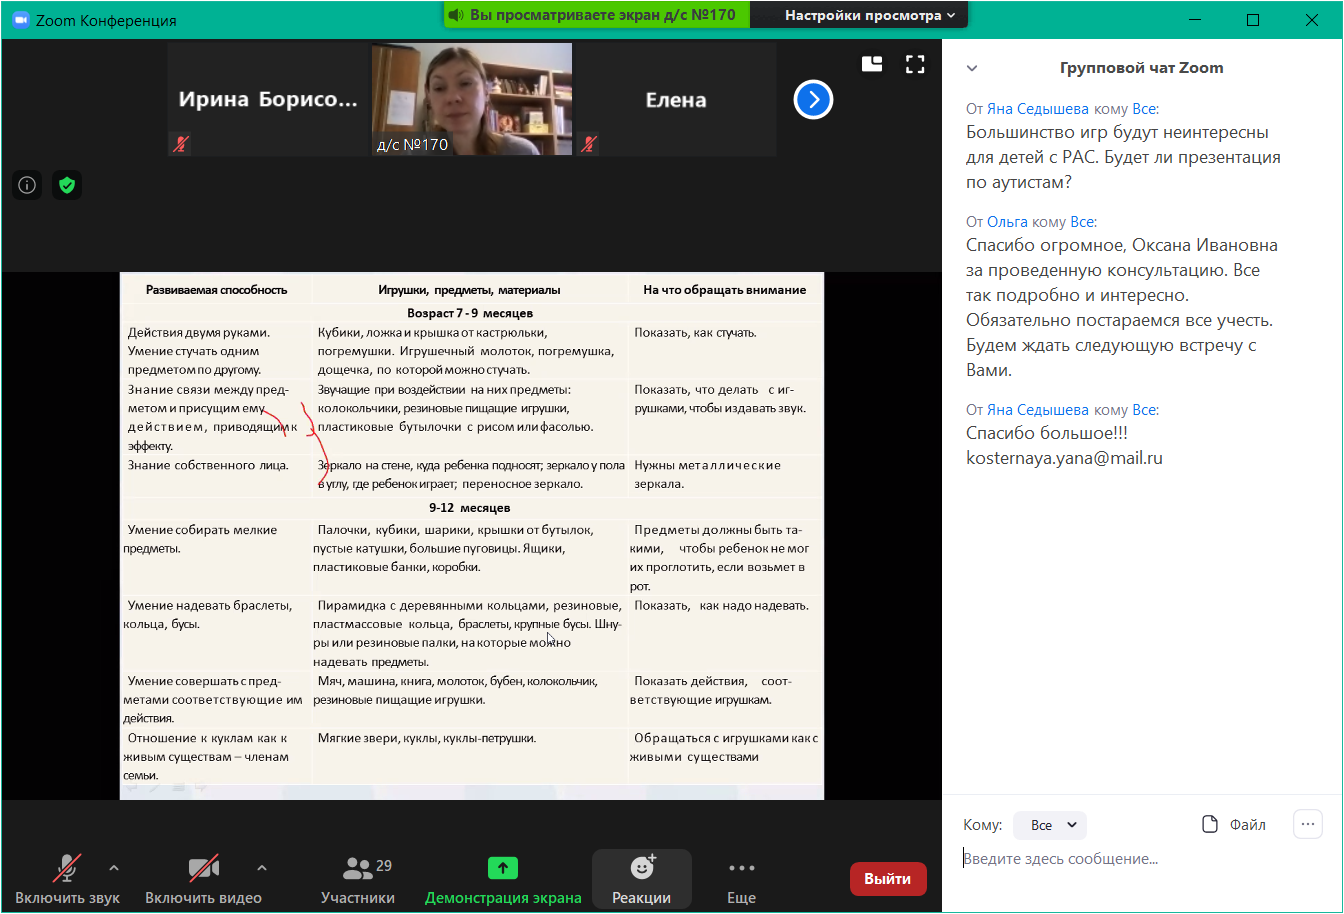 Zoom Конференция
Вы просматриваете экран д/с №170
Настройки просмотра
Ирина Борисо...
д/с №170
Елена
Развиваемая способность
Игрушки, предметы, материалы
На что обращать внимание
Возраст 7 - 9 месяцев
Действия двумя руками.
Умение стучать одним
предметом по другому.
Кубики, ложка и крышка от кастрюльки,
погремушки. Игрушечный молоток, погремушка,
дощечка, по которой можно стучать.
Показать, как стучать.
Знание связи между пред-
метом и присущим ему
действием, приводящим к
эффекту.
Звучащие при воздействии на них предметы:
колокольчики, резиновые пищащие игрушки,
пластиковые бутылочки с рисом или фасолью.
Показать, что делать с иг-
рушками, чтобы издавать звук.
Знание собственного лица.
Зеркало на стене, куда ребенка подносят; зеркало у пола
в углу, где ребенок играет; переносное зеркало.
Нужны металлические
зеркала.
9-12 месяцев
Умение собирать мелкие
предметы.
Палочки, кубики, шарики, крышки от бутылок,
пустые катушки, большие пуговицы. Ящики,
пластиковые банки, коробки.
Предметы должны быть та-
кими, чтобы ребенок не мог
их проглотить, если возьмет в
рот.
Умение надевать браслеты,
кольца, бусы.
Пирамидка с деревянными кольцами, резиновые,
пластмассовые кольца, браслеты, крупные бусы. Шну-
ры или резиновые палки, на которые можно
надевать предметы.
Показать, как надо надевать.
Умение совершать с пред-
метами соответствующие им
действия.
Мяч, машина, книга, молоток, бубен, колокольчик,
резиновые пищащие игрушки.
Показать действия, соот-
ветствующие игрушкам.
Отношение к куклам как к
живым существам – членам
семьи.
Мягкие звери, куклы, куклы-петрушки.
Обращаться с игрушками как с
живыми существами
Включить звук
Включить видео
29
Участники
Демонстрация экрана
Реакции
Еще
Выйти
Групповой чат Zoom
От Яна Седышева кому Все:
Большинство игр будут неинтересны
для детей с РАС. Будет ли презентация
по аутистам?
От Ольга кому Все:
Спасибо огромное, Оксана Ивановна
за проведенную консультацию. Все
так подробно и интересно.
Обязательно постараемся все учесть.
Будем ждать следующую встречу с
Вами.
От Яна Седышева кому Все:
Спасибо большое!!!
kosternaya.yana@mail.ru
Кому: Все
Файл
Введите здесь сообщение...